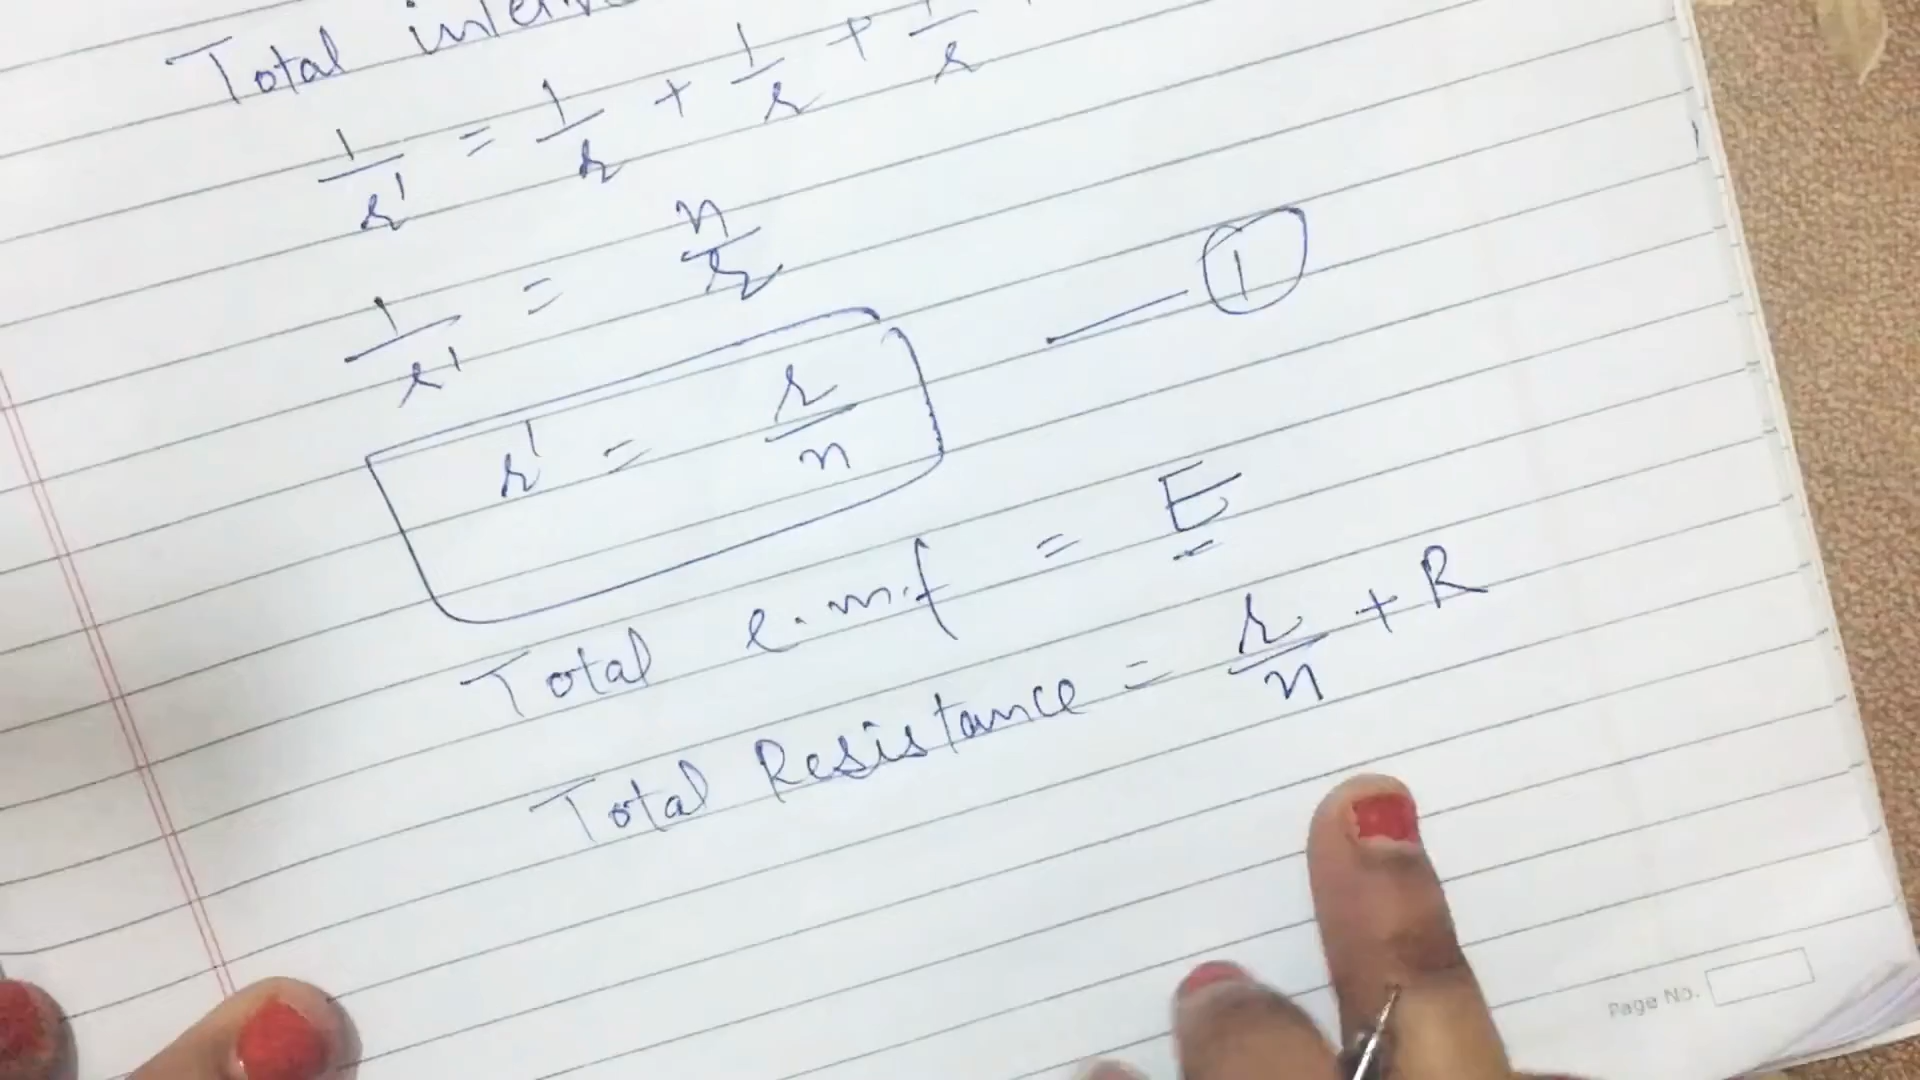 Total
1/r' = 1/r + 1/r + 1/r
1/r' = n/r
r' = r/n — ①
Total e.m.f = E
Total Resistance = r/n + R
Page No.